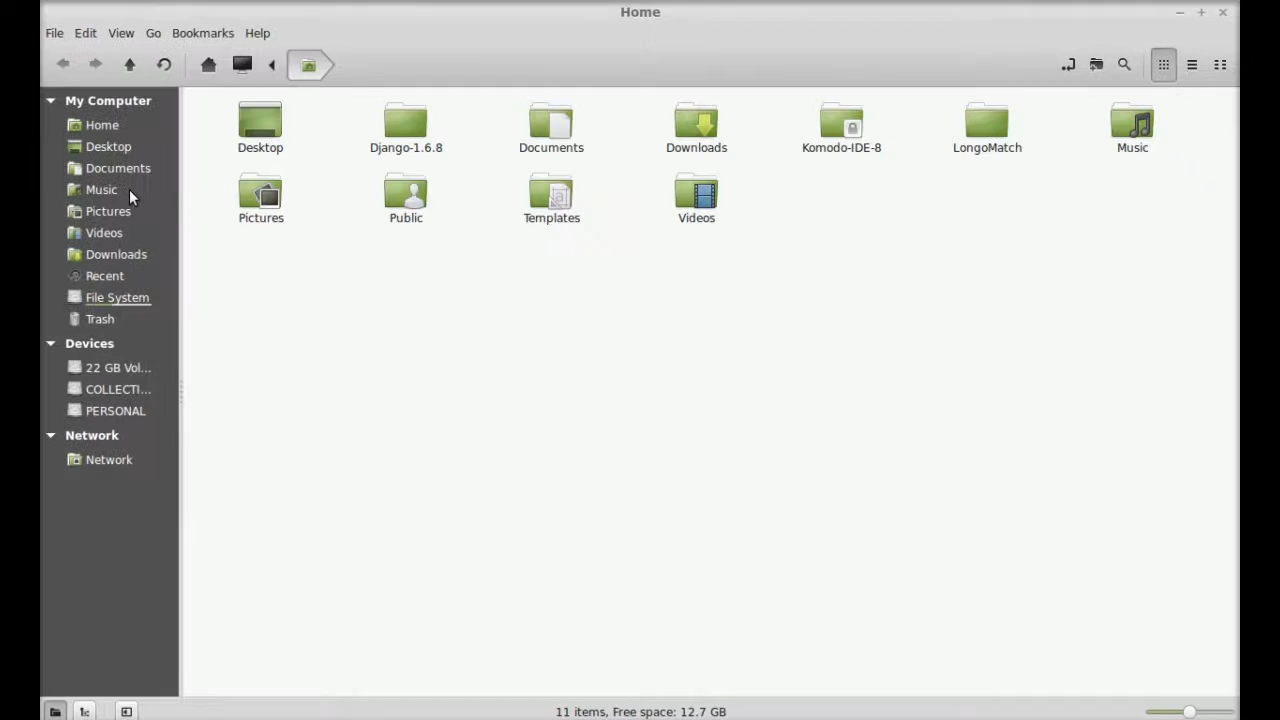 Home
File Edit View Go Bookmarks Help
My Computer
Home
Desktop
Documents
Music
Pictures
Videos
Downloads
Recent
File System
Trash
Devices
22 GB Vol...
COLLECTI...
PERSONAL
Network
Network
Desktop Django-1.6.8 Documents Downloads Komodo-IDE-8 LongoMatch Music
Pictures Public Templates Videos
11 items, Free space: 12.7 GB